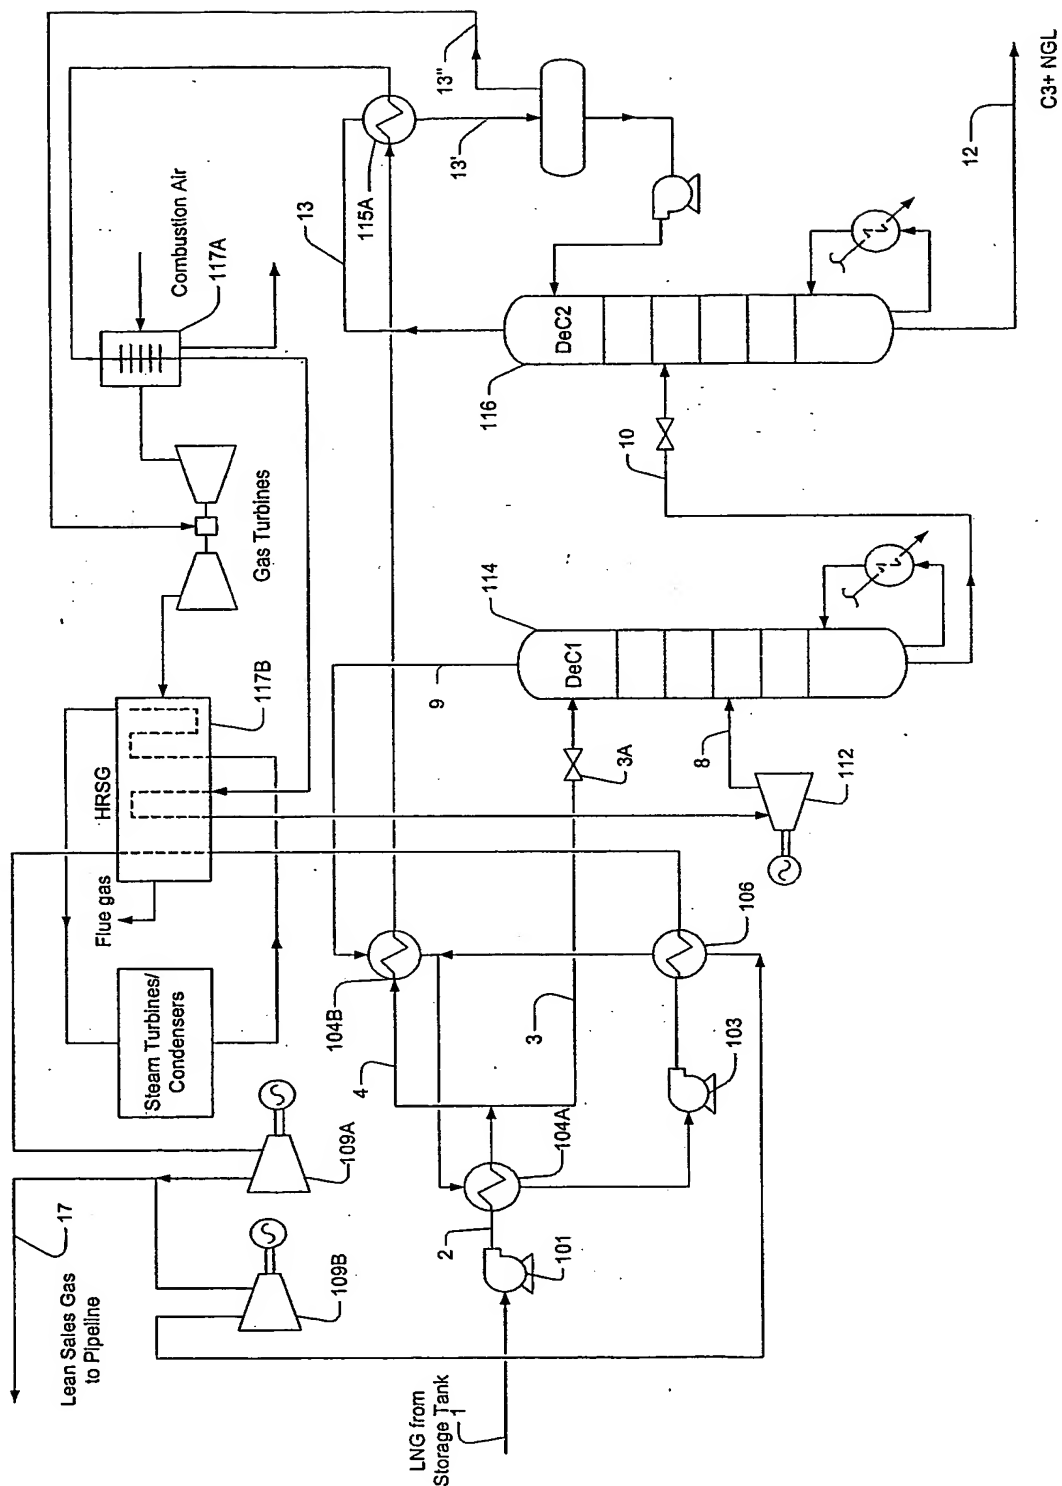 17
Lean Sales Gas
to Pipeline
Steam Turbines/
Condensers
Flue gas
HRSG
117B
Gas Turbines
Combustion Air
117A
109B
109A
104B
13
115A
13'
13"
4
9
LNG from
Storage Tank
1
2
104A
101
3
3A
114
DeC1
116
DeC2
10
103
106
8
112
12
C3+ NGL